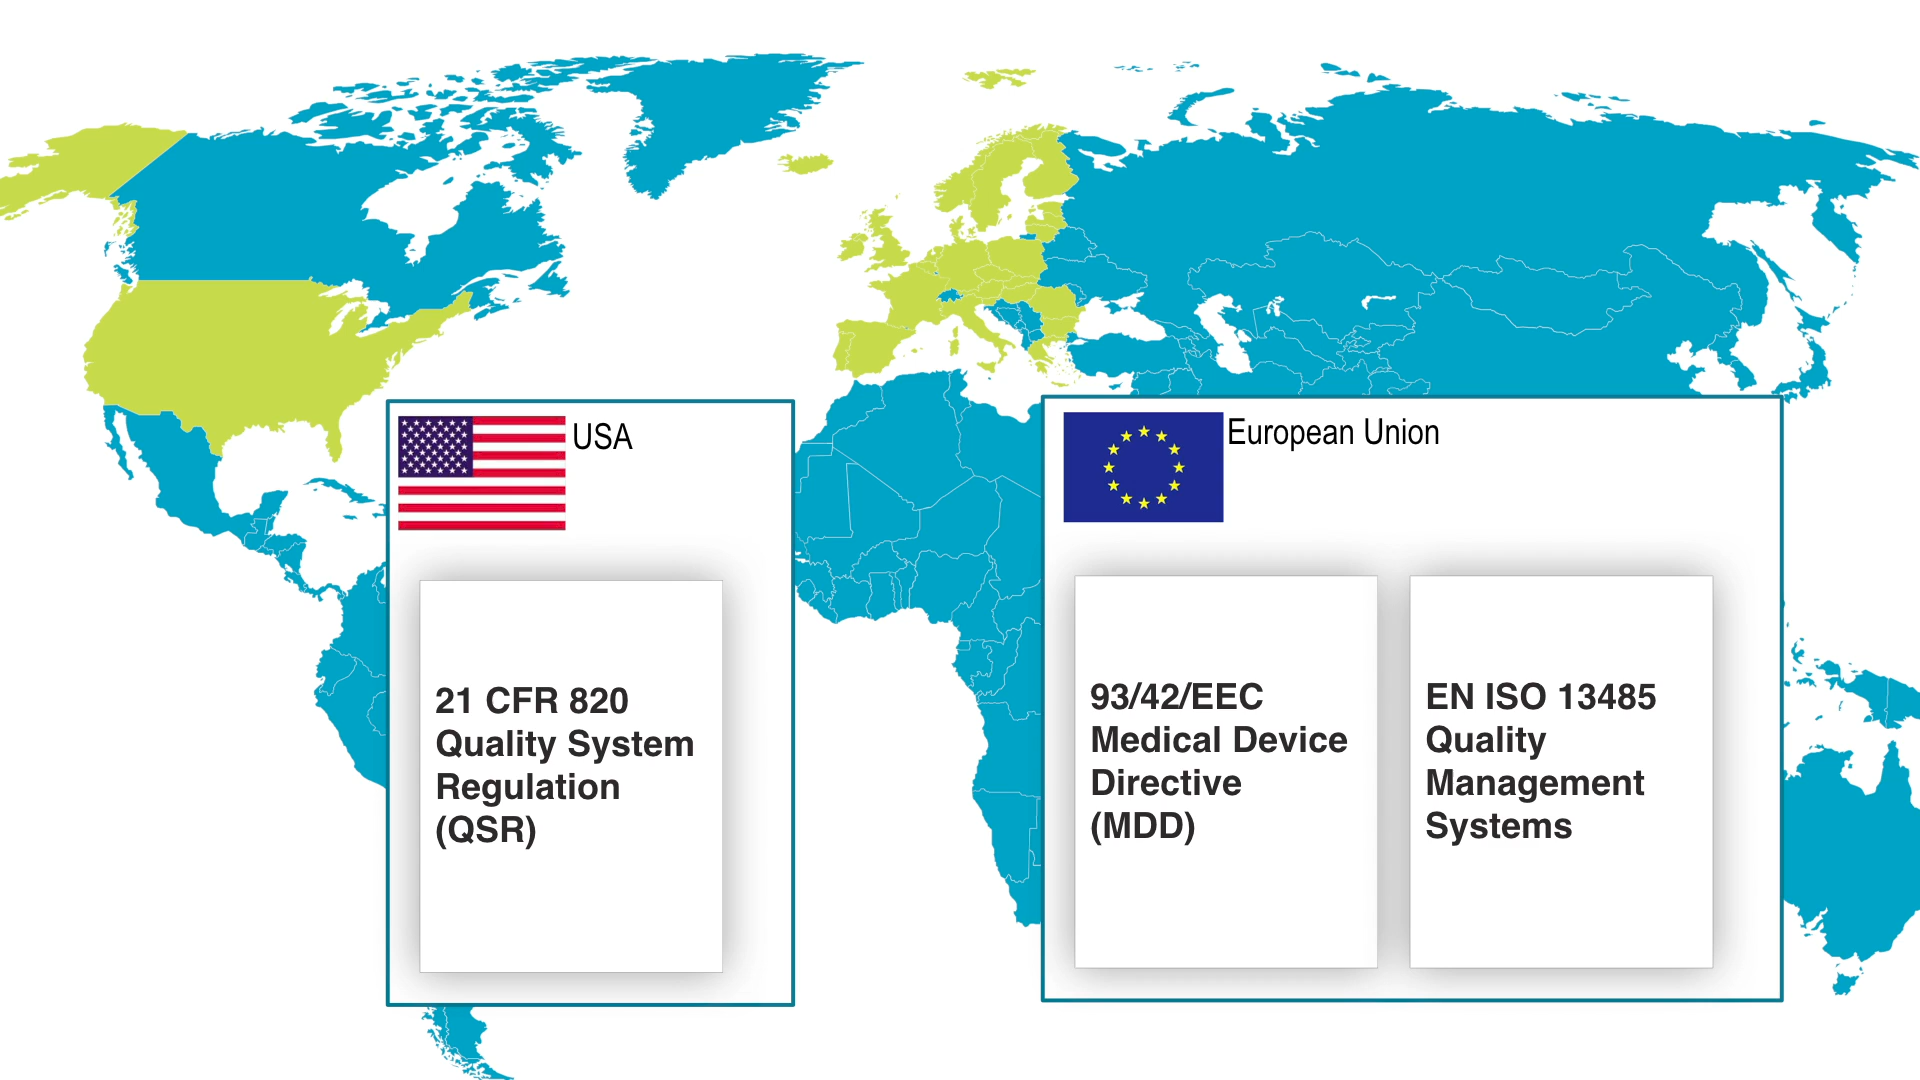 USA
21 CFR 820
Quality System
Regulation
(QSR)
European Union
93/42/EEC
Medical Device
Directive
(MDD)
EN ISO 13485
Quality
Management
Systems